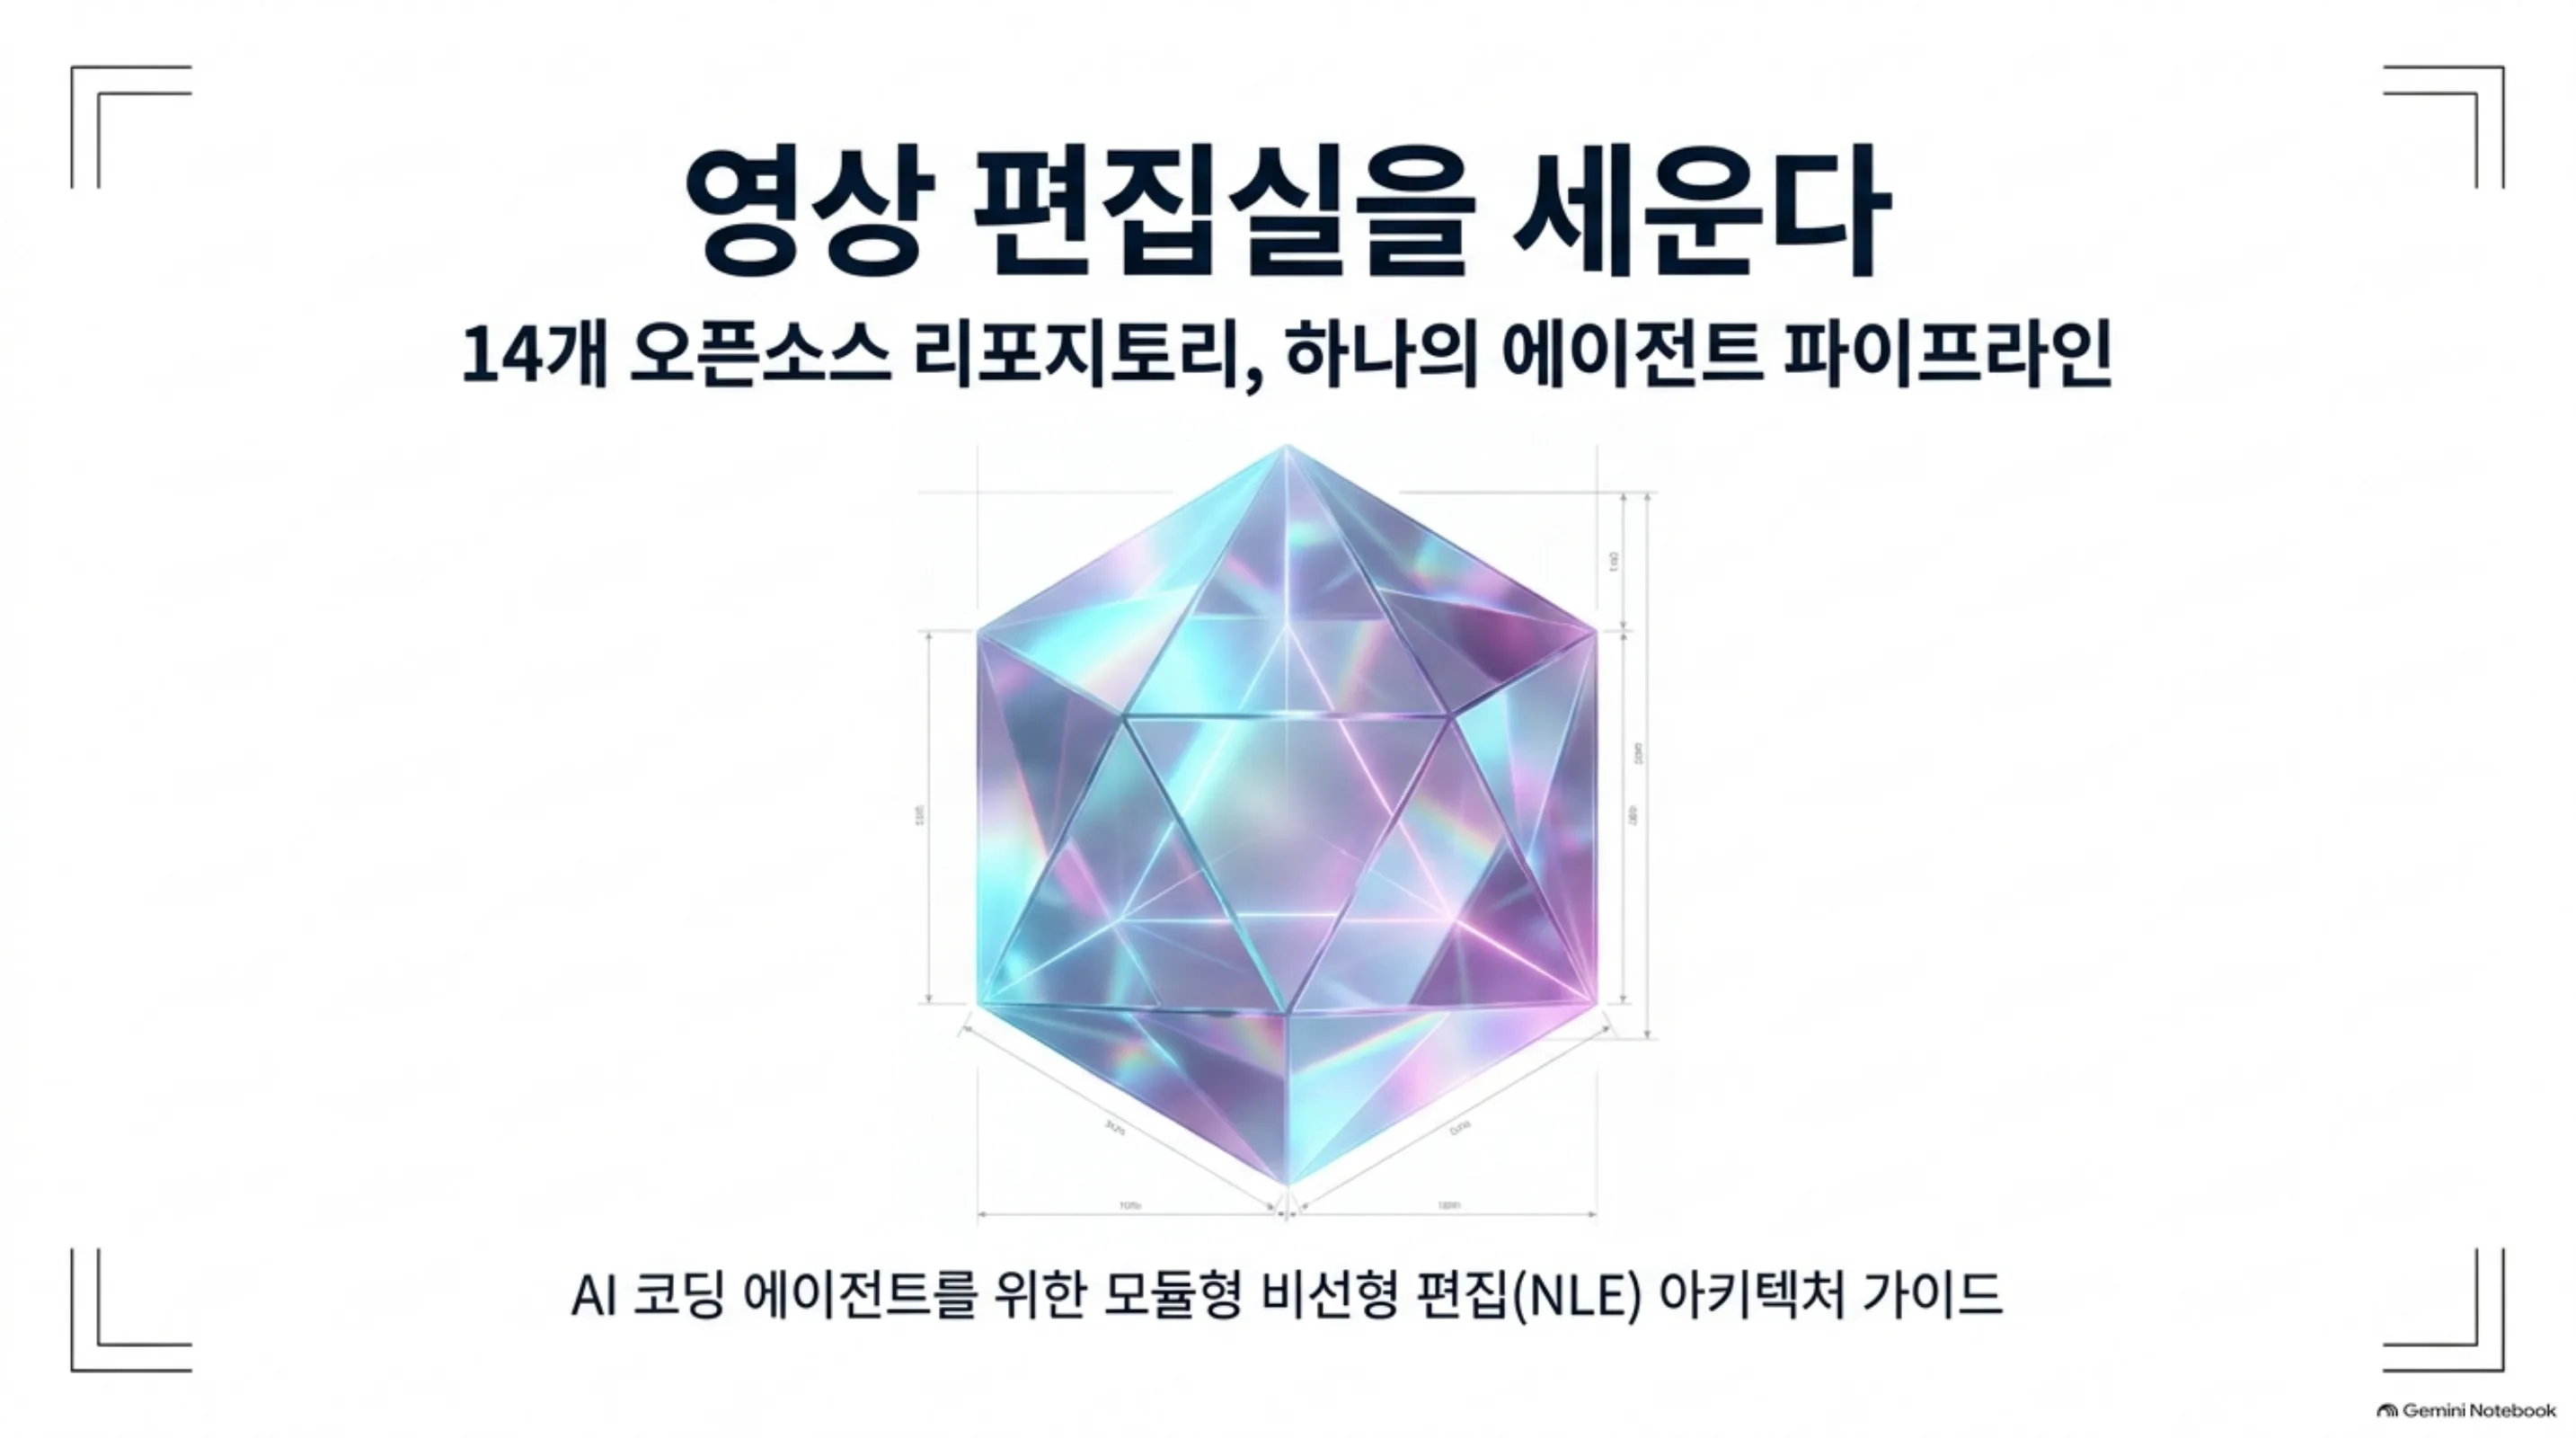 영상 편집실을 세운다
14개 오픈소스 리포지토리, 하나의 에이전트 파이프라인
AI 코딩 에이전트를 위한 모듈형 비선형 편집(NLE) 아키텍처 가이드
Gemini Notebook